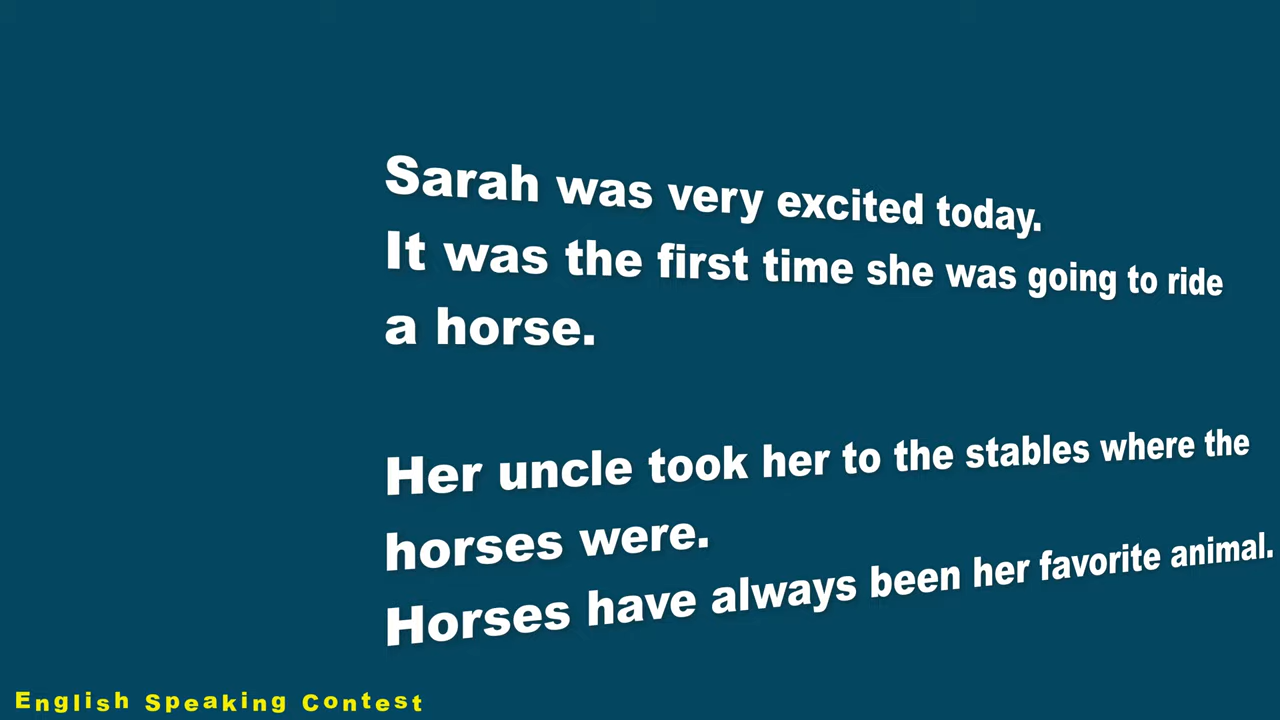 Sarah was very excited today.
It was the first time she was going to ride
a horse.
Her uncle took her to the stables where the
horses were.
Horses have always been her favorite animal.
English Speaking Contest